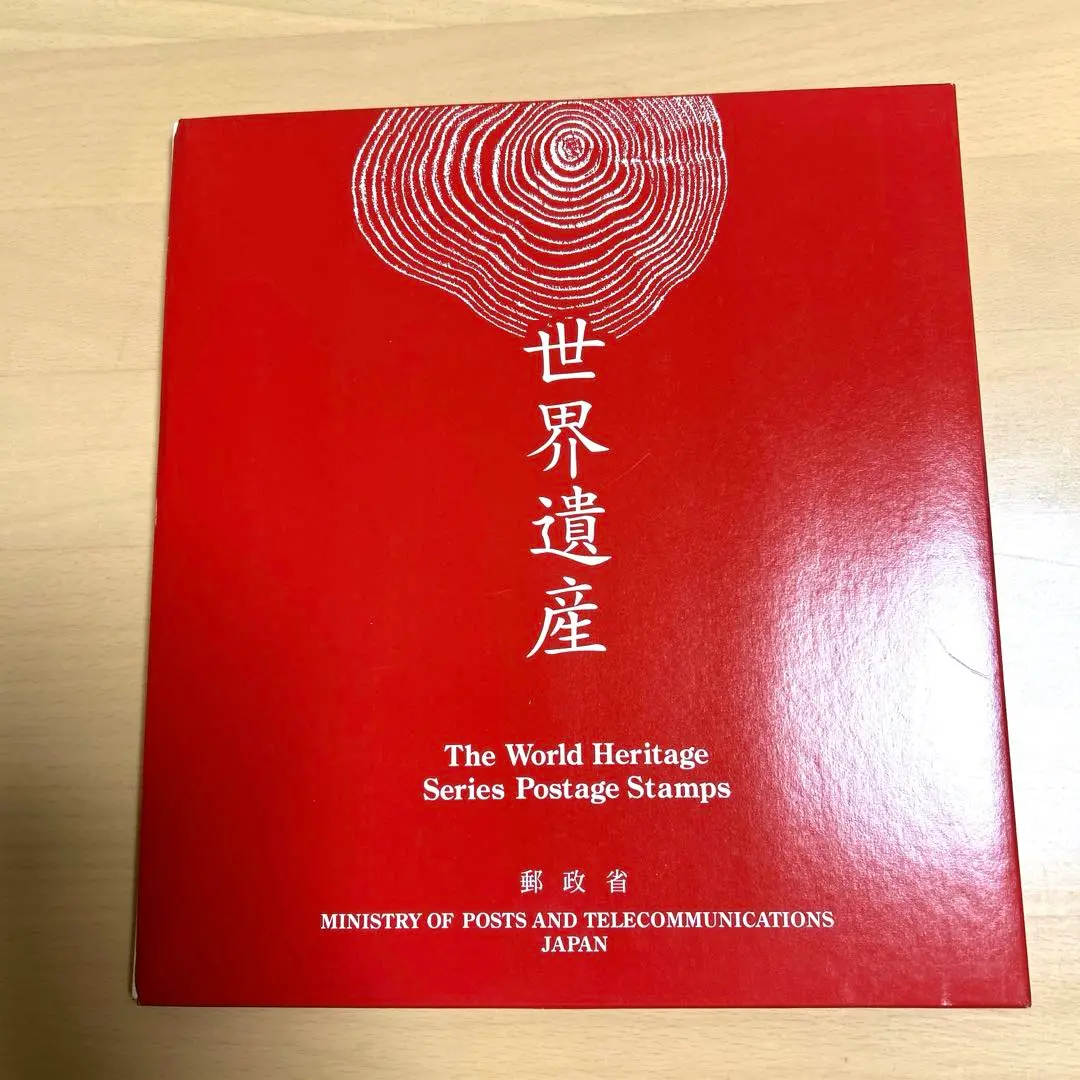 世界遺産
The World Heritage
Series Postage Stamps
郵政省
MINISTRY OF POSTS AND TELECOMMUNICATIONS
JAPAN